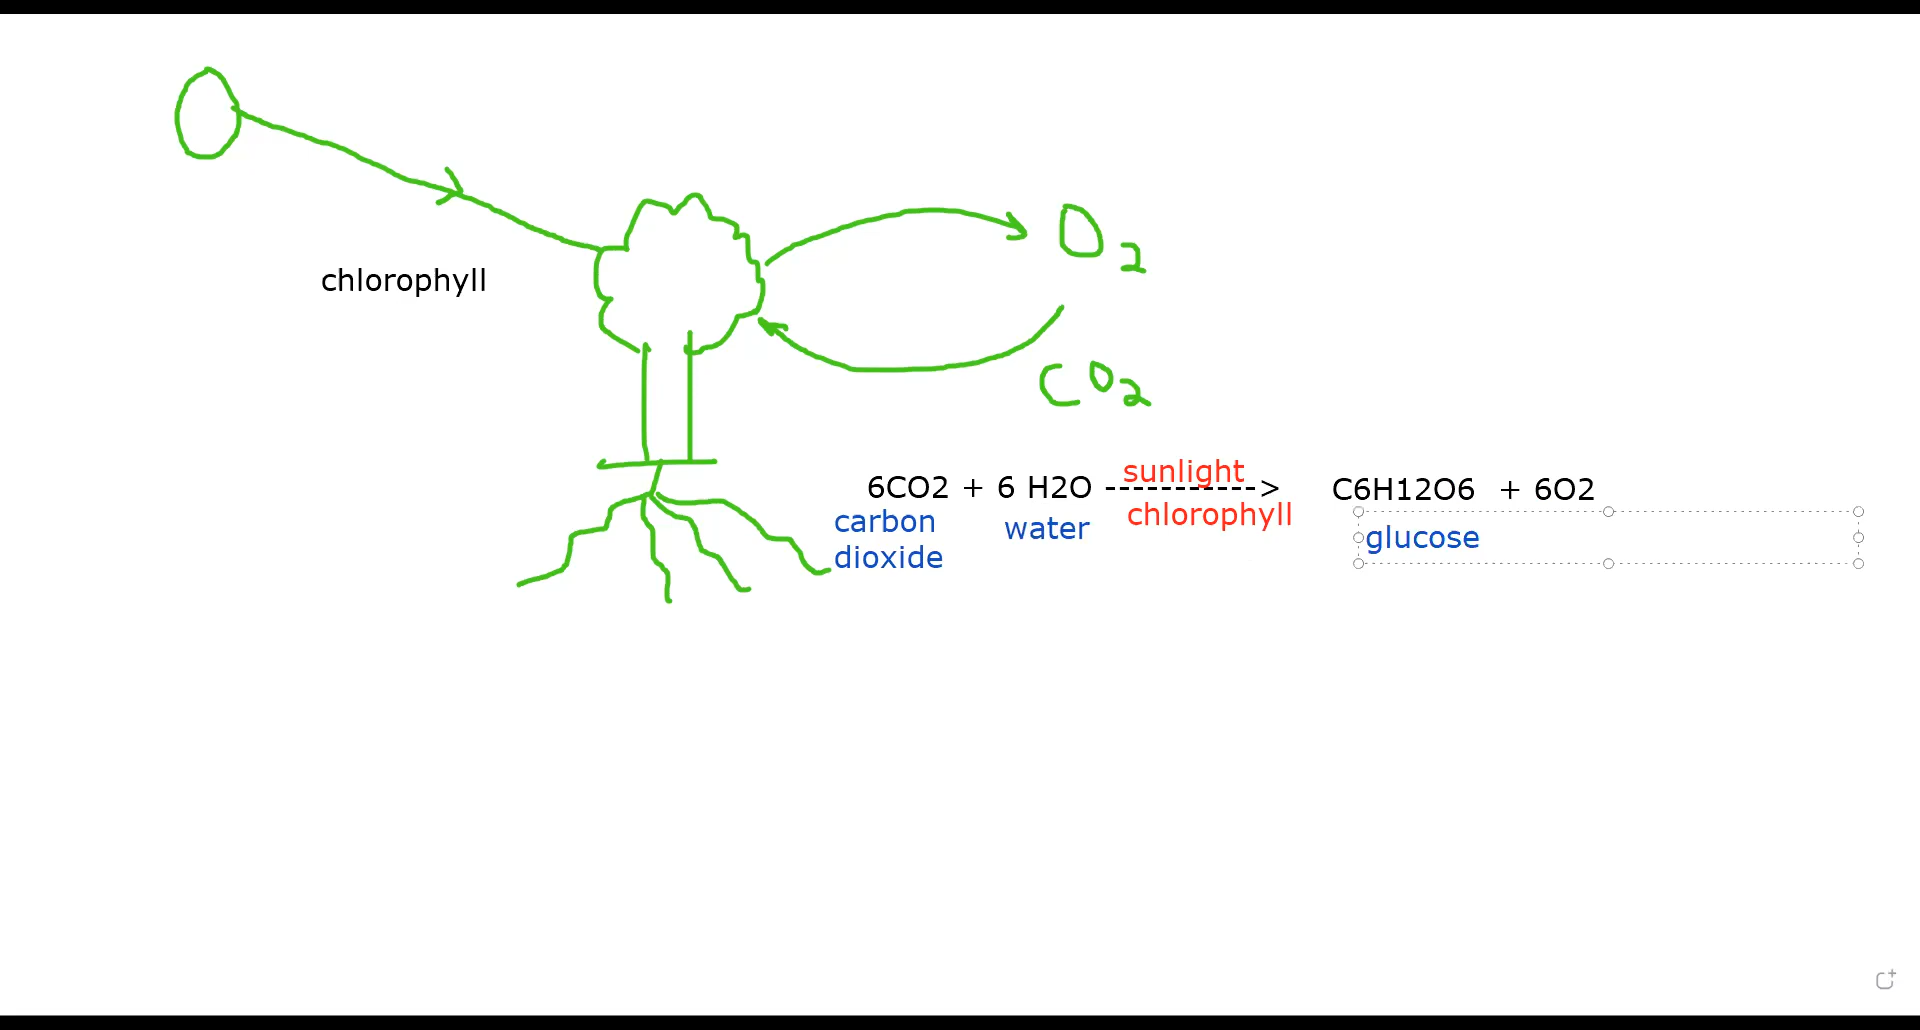 O2
chlorophyll
CO2
sunlight
6CO2 + 6 H2O -----------> C6H12O6 + 6O2
chlorophyll
carbon dioxide
water
glucose